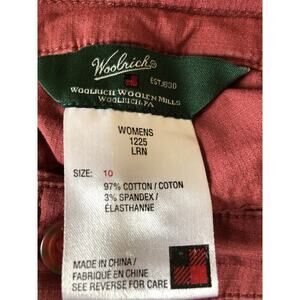 Woolrich®
EST. 1830
WOOLRICH WOOLEN MILLS
WOOLRICH, PA
WOMENS
1225
LRN
SIZE: 10
97% COTTON / COTON
3% SPANDEX /
ÉLASTHANNE
MADE IN CHINA /
FABRIQUÉ EN CHINE
SEE REVERSE FOR CARE